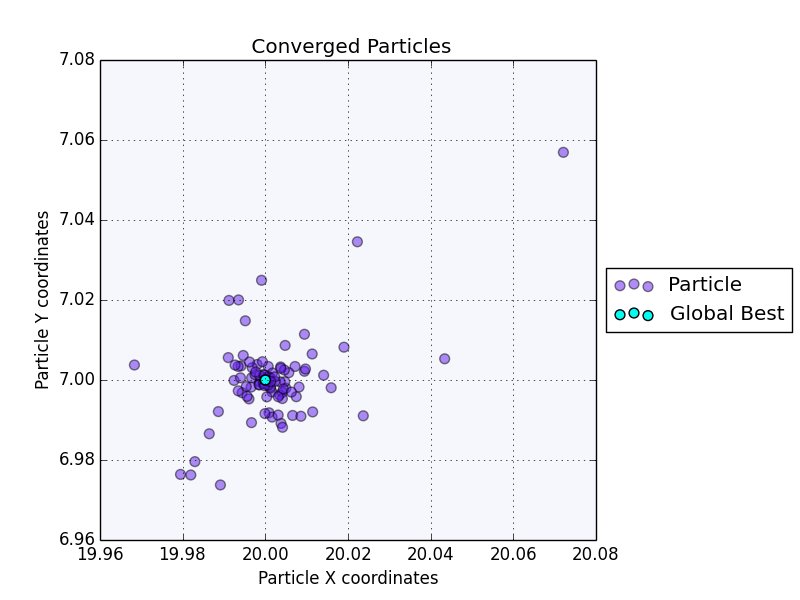 Converged Particles
7.08
7.06
7.04
7.02
7.00
6.98
6.96
Particle Y coordinates
19.96 19.98 20.00 20.02 20.04 20.06 20.08
Particle X coordinates
Particle
Global Best